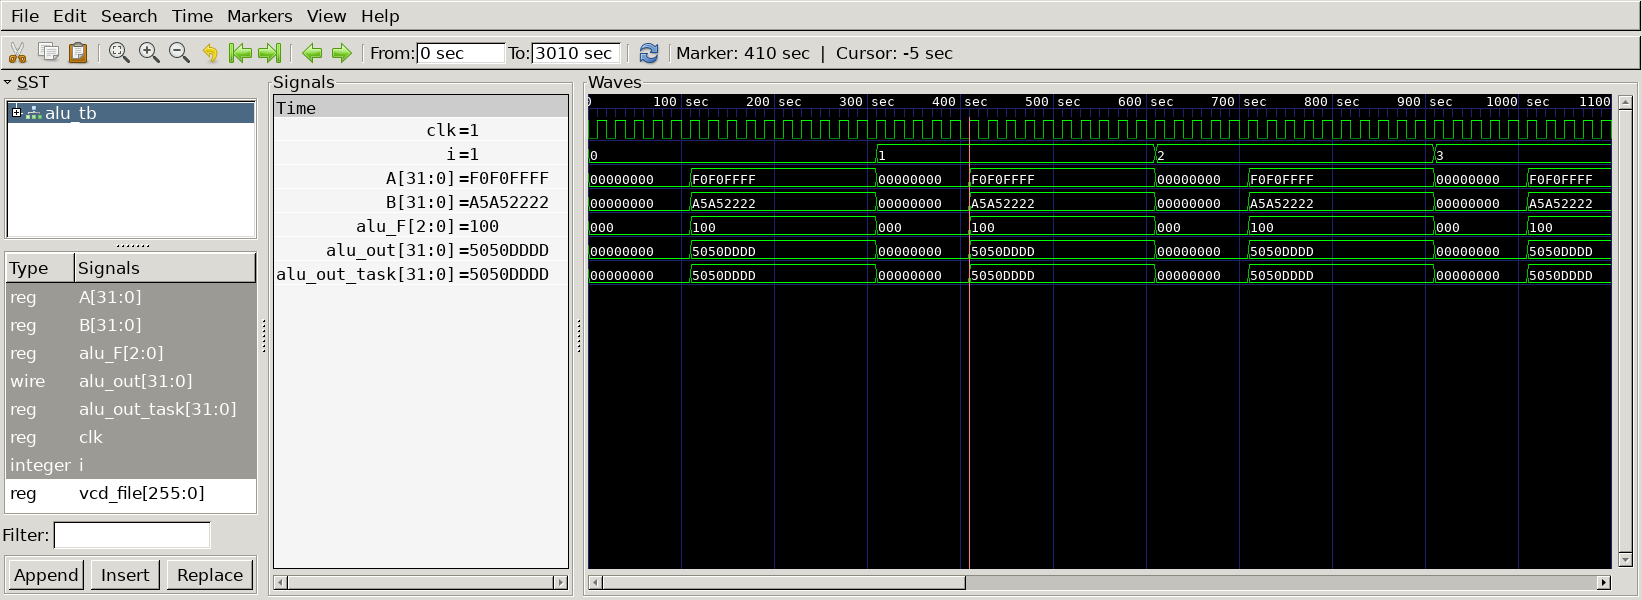 File Edit Search Time Markers View Help
From: 0 sec To: 3010 sec Marker: 410 sec | Cursor: -5 sec
SST
alu_tb
Type Signals
reg A[31:0]
reg B[31:0]
reg alu_F[2:0]
wire alu_out[31:0]
reg alu_out_task[31:0]
reg clk
integer i
reg vcd_file[255:0]
Filter:
Append Insert Replace
Signals
Time
clk=1
i=1
A[31:0]=F0F0FFFF
B[31:0]=A5A52222
alu_F[2:0]=100
alu_out[31:0]=5050DDDD
alu_out_task[31:0]=5050DDDD
Waves
0 100 sec 200 sec 300 sec 400 sec 500 sec 600 sec 700 sec 800 sec 900 sec 1000 sec 1100
0 1 2 3
00000000 F0F0FFFF 00000000 F0F0FFFF 00000000 F0F0FFFF 00000000 F0F0FFFF
00000000 A5A52222 00000000 A5A52222 00000000 A5A52222 00000000 A5A52222
000 100 000 100 000 100 000 100
00000000 5050DDDD 00000000 5050DDDD 00000000 5050DDDD 00000000 5050DDDD
00000000 5050DDDD 00000000 5050DDDD 00000000 5050DDDD 00000000 5050DDDD